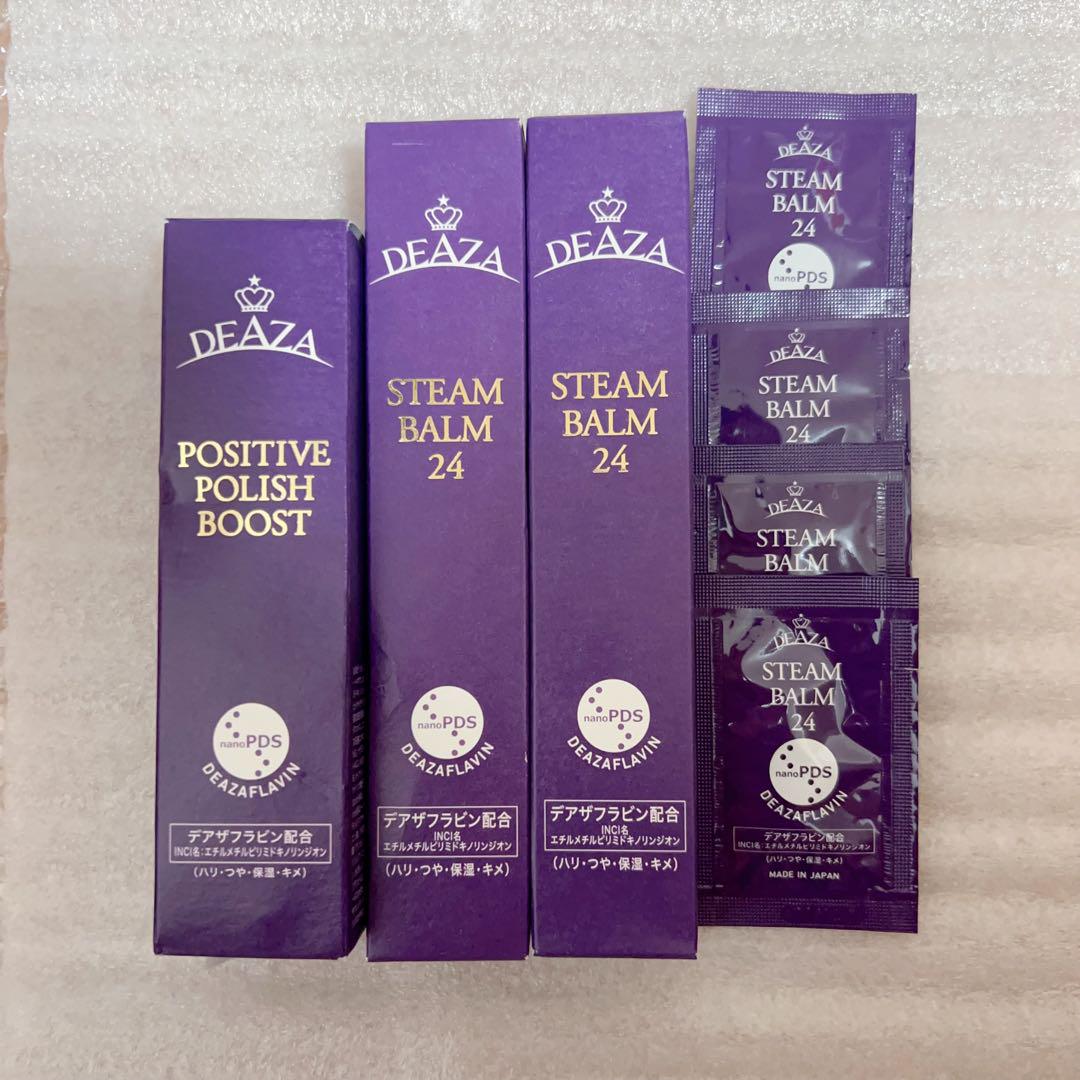 DEAZA
POSITIVE
POLISH
BOOST
nanoPDS
DEAZAFLAVIN
デアザフラビン配合
INCI名:エチルメチルピリミドキノリンジオン
(ハリ・つや・保湿・キメ)
DEAZA
STEAM
BALM
24
nanoPDS
DEAZAFLAVIN
デアザフラビン配合
INCI名
エチルメチルピリミドキノリンジオン
(ハリ・つや・保湿・キメ)
DEAZA
STEAM
BALM
24
nanoPDS
DEAZAFLAVIN
デアザフラビン配合
INCI名
エチルメチルピリミドキノリンジオン
(ハリ・つや・保湿・キメ)
DEAZA
STEAM
BALM
24
nanoPDS
DEAZA
STEAM
BALM
24
DEAZA
STEAM
BALM
DEAZA
STEAM
BALM
24
nanoPDS
DEAZAFLAVIN
デアザフラビン配合
INCI名:エチルメチルピリミドキノリンジオン
(ハリ・つや・保湿・キメ)
MADE IN JAPAN